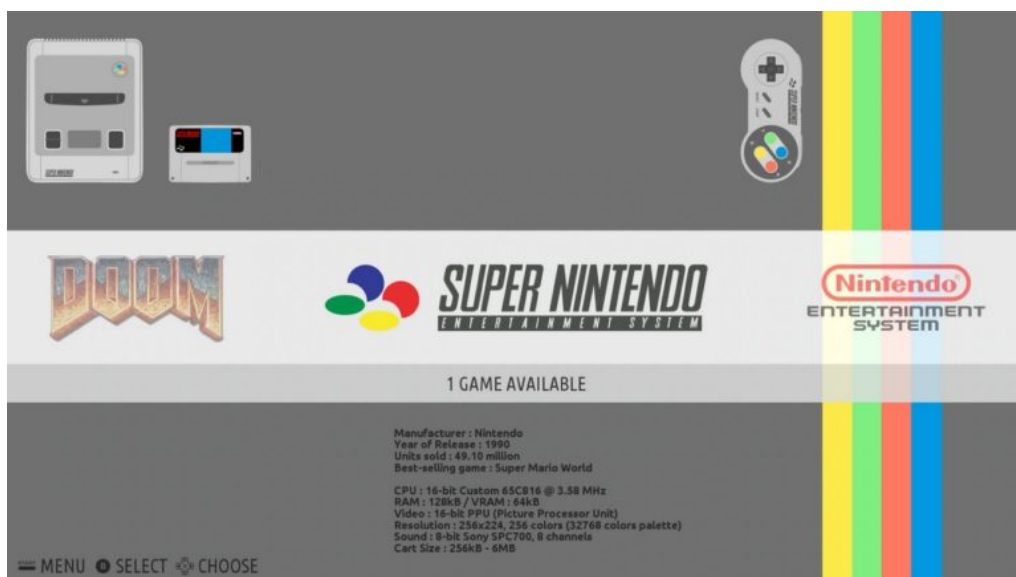 DOOM
SUPER NINTENDO
ENTERTAINMENT SYSTEM
Nintendo®
ENTERTAINMENT
SYSTEM
1 GAME AVAILABLE
Manufacturer : Nintendo
Year of Release : 1990
Units sold : 49.10 million
Best-selling game : Super Mario World
CPU : 16-bit Custom 65C816 @ 3.58 MHz
RAM : 128kB / VRAM : 64kB
Video : 16-bit PPU (Picture Processor Unit)
Resolution : 256x224, 256 colors (32768 colors palette)
Sound : 8-bit Sony SPC700, 8 channels
Cart Size : 256kB - 6MB
START MENU B SELECT CHOOSE